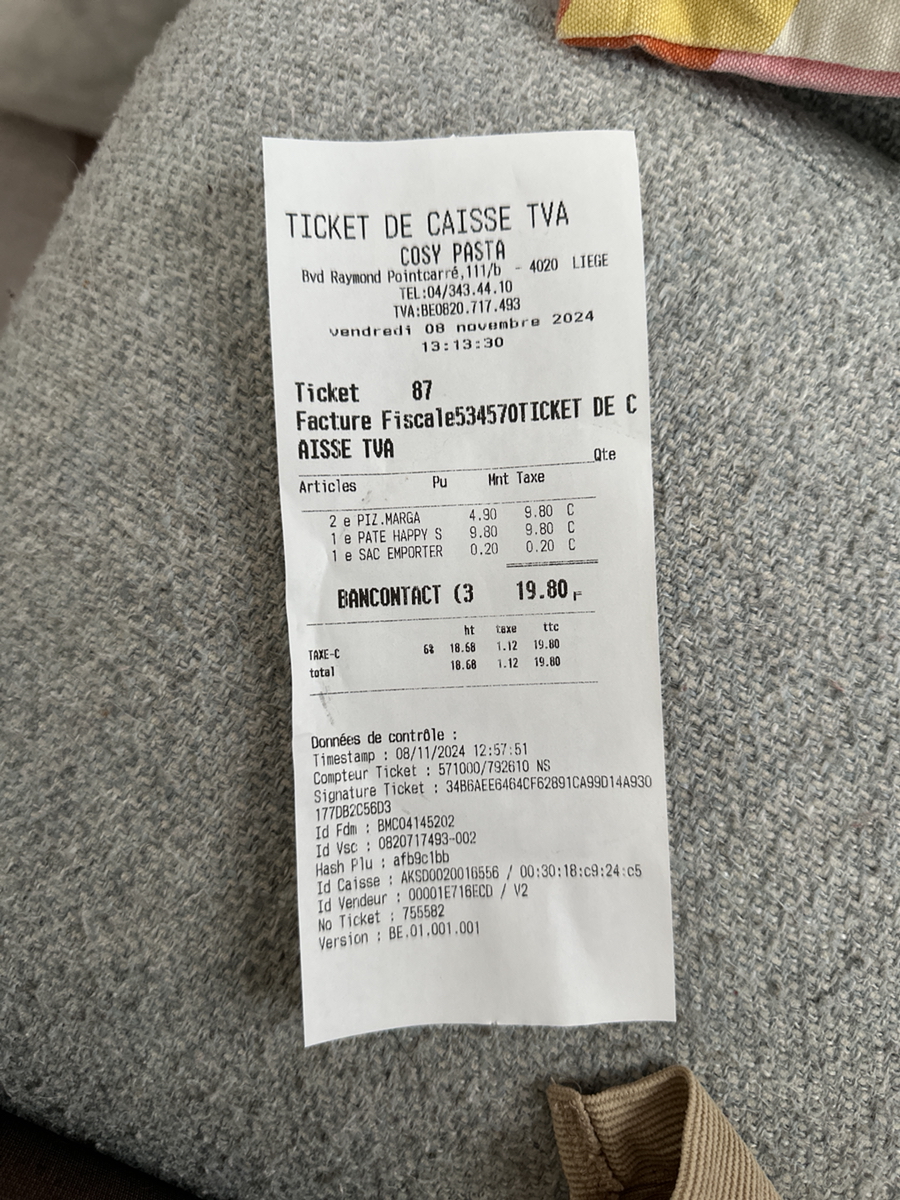 TICKET DE CAISSE TVA
COSY PASTA
Bvd Raymond Pointcarré,111/b - 4020 LIEGE
TEL:04/343.44.10
TVA:BE0820.717.493
vendredi 08 novembre 2024
13:13:30
Ticket 87
Facture Fiscale534570TICKET DE C
AISSE TVA
Qte
Articles Pu Mnt Taxe
2 e PIZ.MARGA 4.90 9.80 C
1 e PATE HAPPY S 9.80 9.80 C
1 e SAC EMPORTER 0.20 0.20 C
BANCONTACT (3 19.80
ht taxe ttc
TAXE-C 6% 18.68 1.12 19.80
total 18.68 1.12 19.80
Données de contrôle :
Timestamp : 08/11/2024 12:57:51
Compteur Ticket : 571000/792610 NS
Signature Ticket : 34B6AEE6464CF62891CA99D14A930
177DB2C56D3
Id Fdm : BMC04145202
Id Vsc : 0820717493-002
Hash Plu : afb9c1bb
Id Caisse : AKSD0020016556 / 00:30:18:c9:24:c5
Id Vendeur : 00001E716ECD / V2
No Ticket : 755582
Version : BE.01.001.001